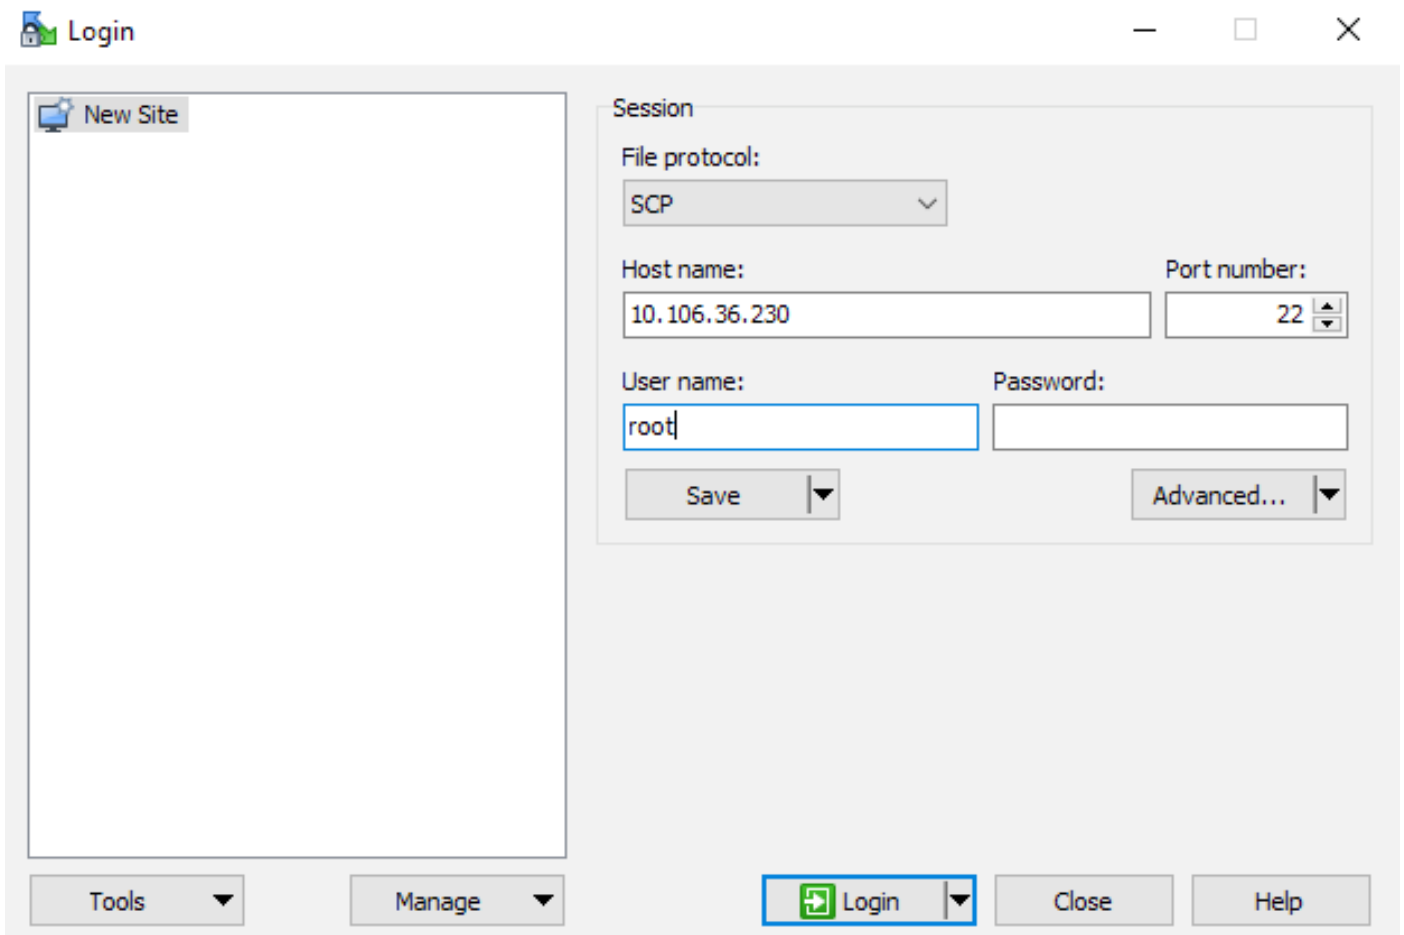 Login
New Site
Session
File protocol:
SCP
Host name: Port number:
10.106.36.230 22
User name: Password:
root
Save Advanced...
Tools Manage Login Close Help